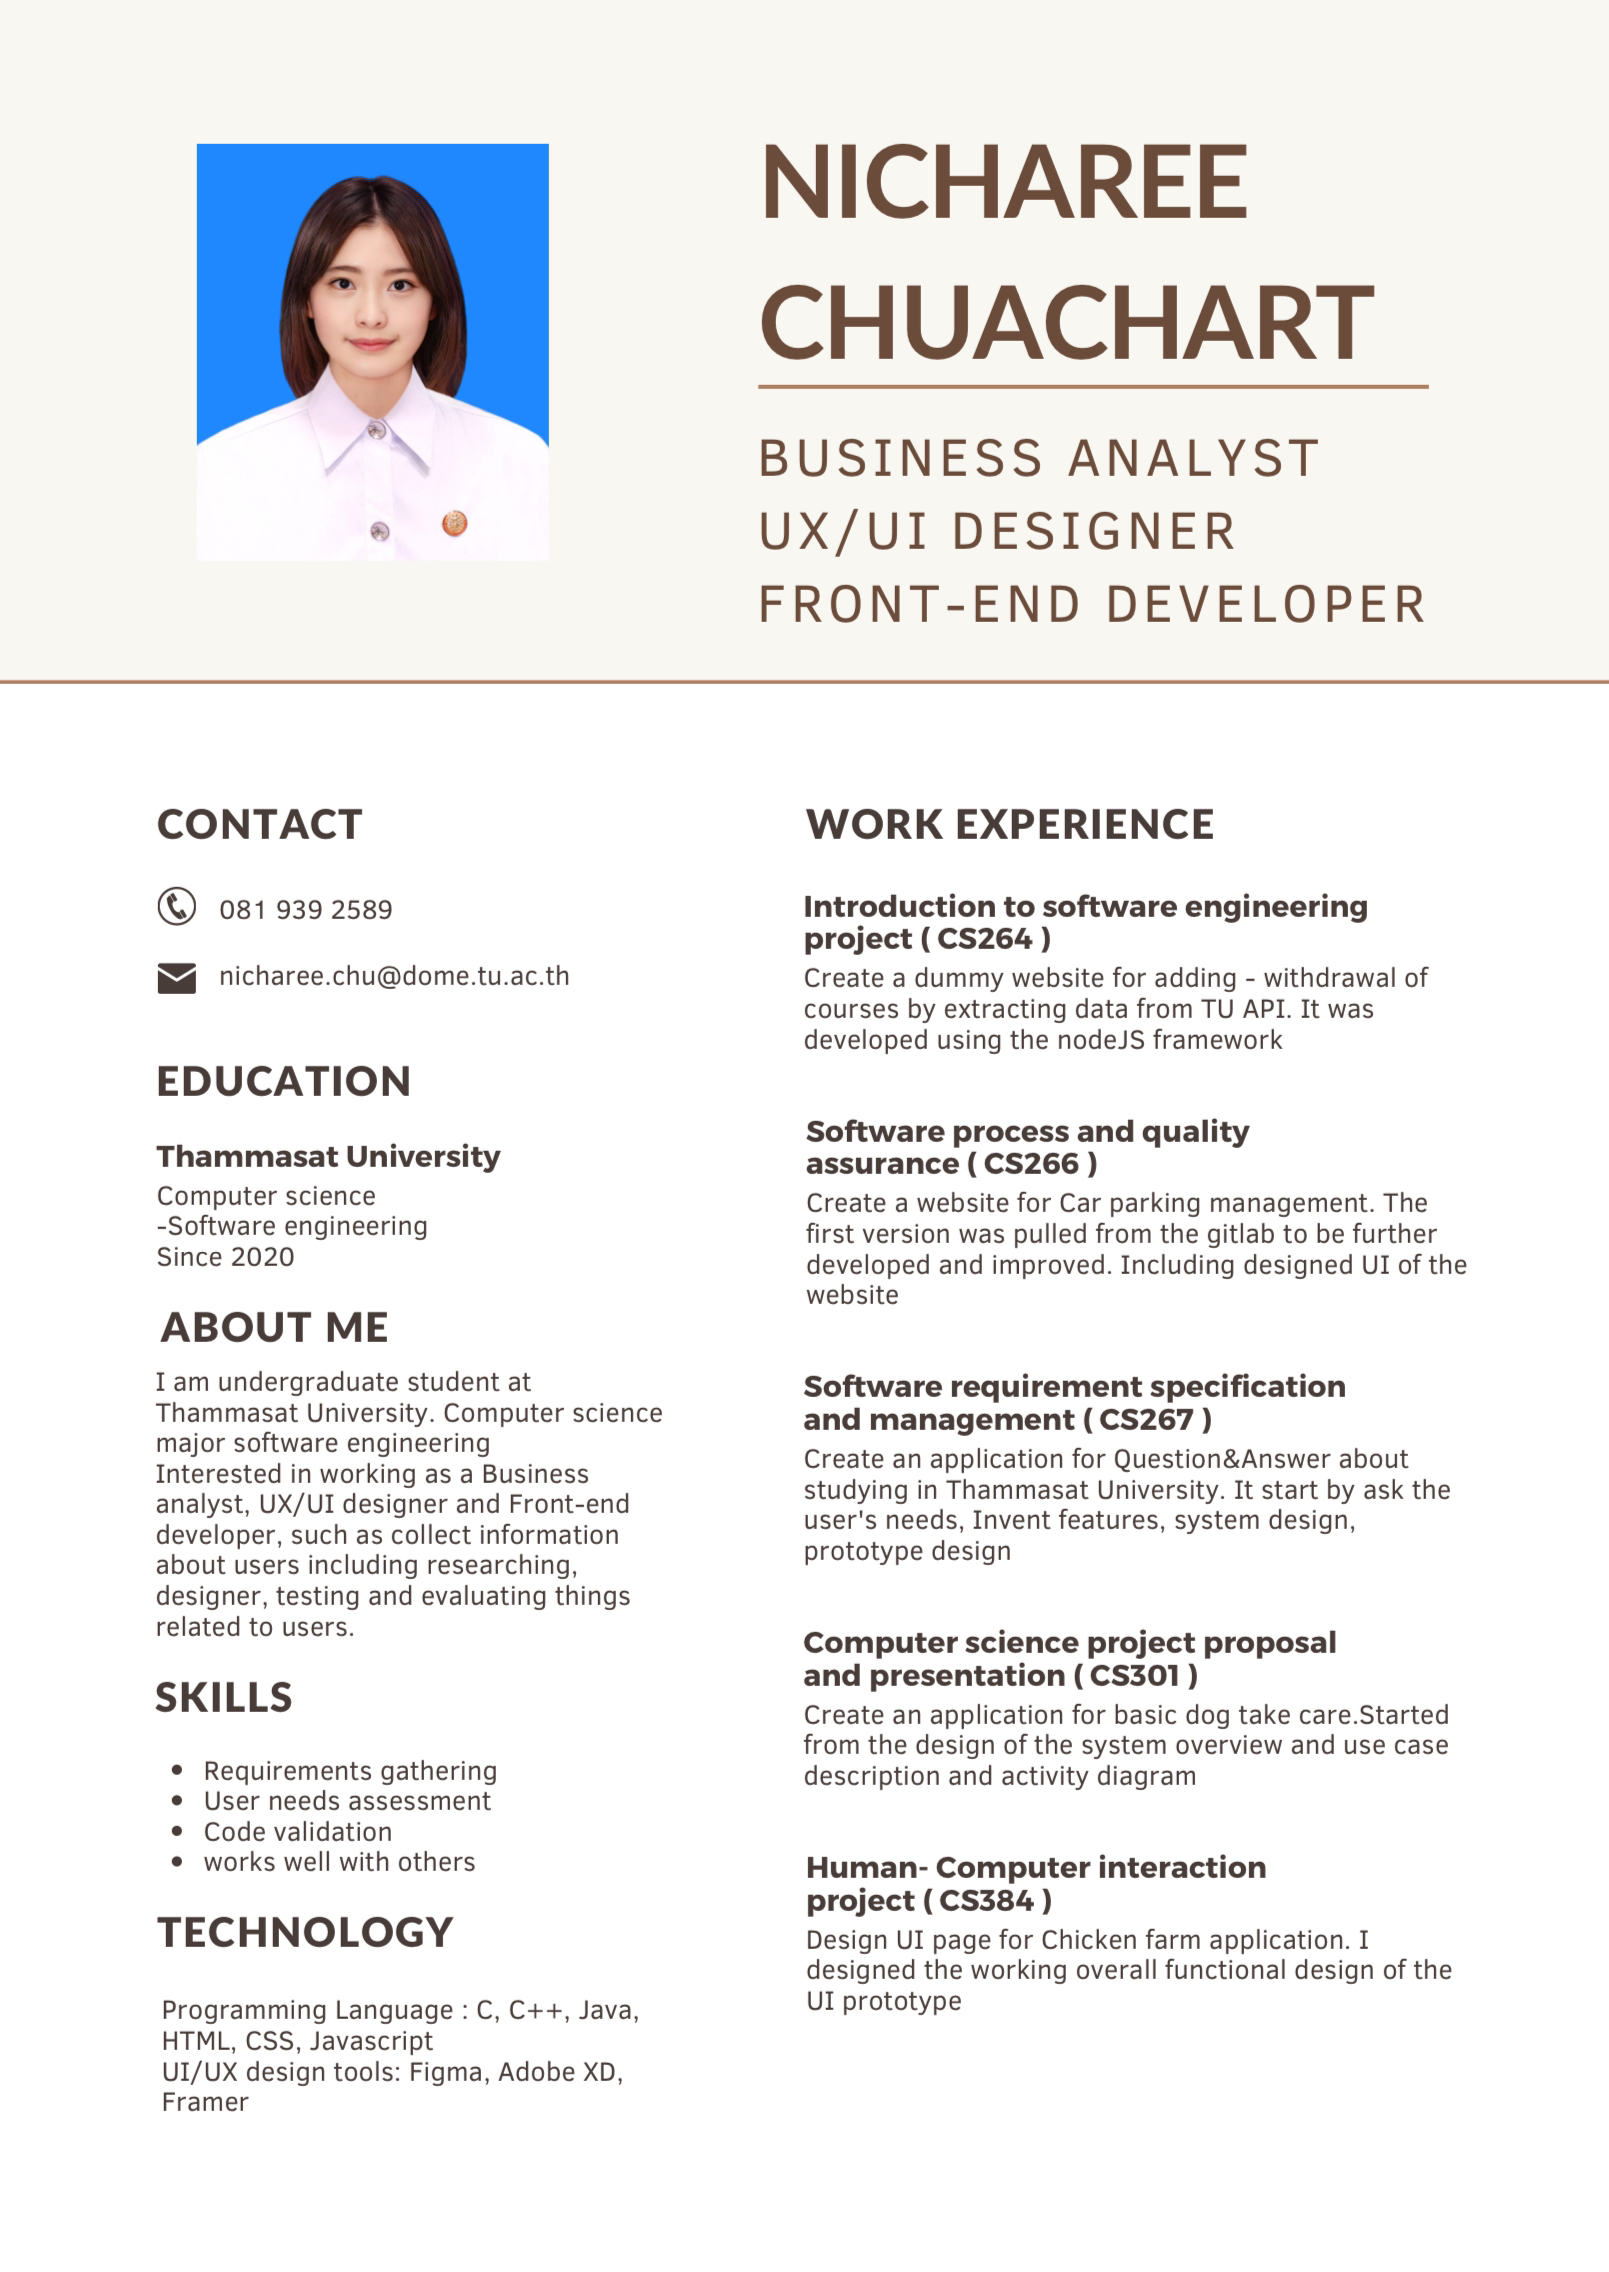 NICHAREE
CHUACHART
BUSINESS ANALYST
UX/UI DESIGNER
FRONT-END DEVELOPER
CONTACT
081 939 2589
nicharee.chu@dome.tu.ac.th
EDUCATION
Thammasat University
Computer science
-Software engineering
Since 2020
ABOUT ME
I am undergraduate student at
Thammasat University. Computer science
major software engineering
Interested in working as a Business
analyst, UX/UI designer and Front-end
developer, such as collect information
about users including researching,
designer, testing and evaluating things
related to users.
SKILLS
• Requirements gathering
• User needs assessment
• Code validation
• works well with others
TECHNOLOGY
Programming Language : C, C++, Java,
HTML, CSS, Javascript
UI/UX design tools: Figma, Adobe XD,
Framer
WORK EXPERIENCE
Introduction to software engineering
project ( CS264 )
Create a dummy website for adding - withdrawal of
courses by extracting data from TU API. It was
developed using the nodeJS framework
Software process and quality
assurance ( CS266 )
Create a website for Car parking management. The
first version was pulled from the gitlab to be further
developed and improved. Including designed UI of the
website
Software requirement specification
and management ( CS267 )
Create an application for Question&Answer about
studying in Thammasat University. It start by ask the
user's needs, Invent features, system design,
prototype design
Computer science project proposal
and presentation ( CS301 )
Create an application for basic dog take care.Started
from the design of the system overview and use case
description and activity diagram
Human- Computer interaction
project ( CS384 )
Design UI page for Chicken farm application. I
designed the working overall functional design of the
UI prototype